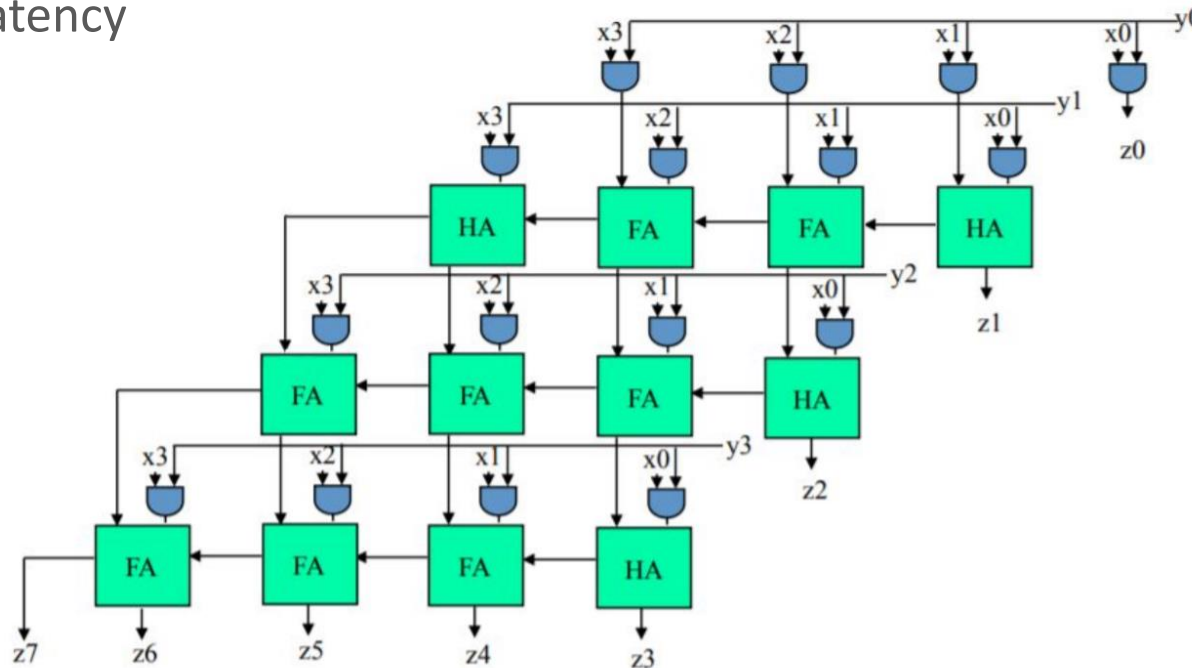 x3 x2 x1 x0
y1
x3 x2 x1 x0
z0
HA FA FA HA
y2
x3 x2 x1 x0
z1
FA FA FA HA
y3
x3 x2 x1 x0
z2
FA FA FA HA
z7 z6 z5 z4 z3